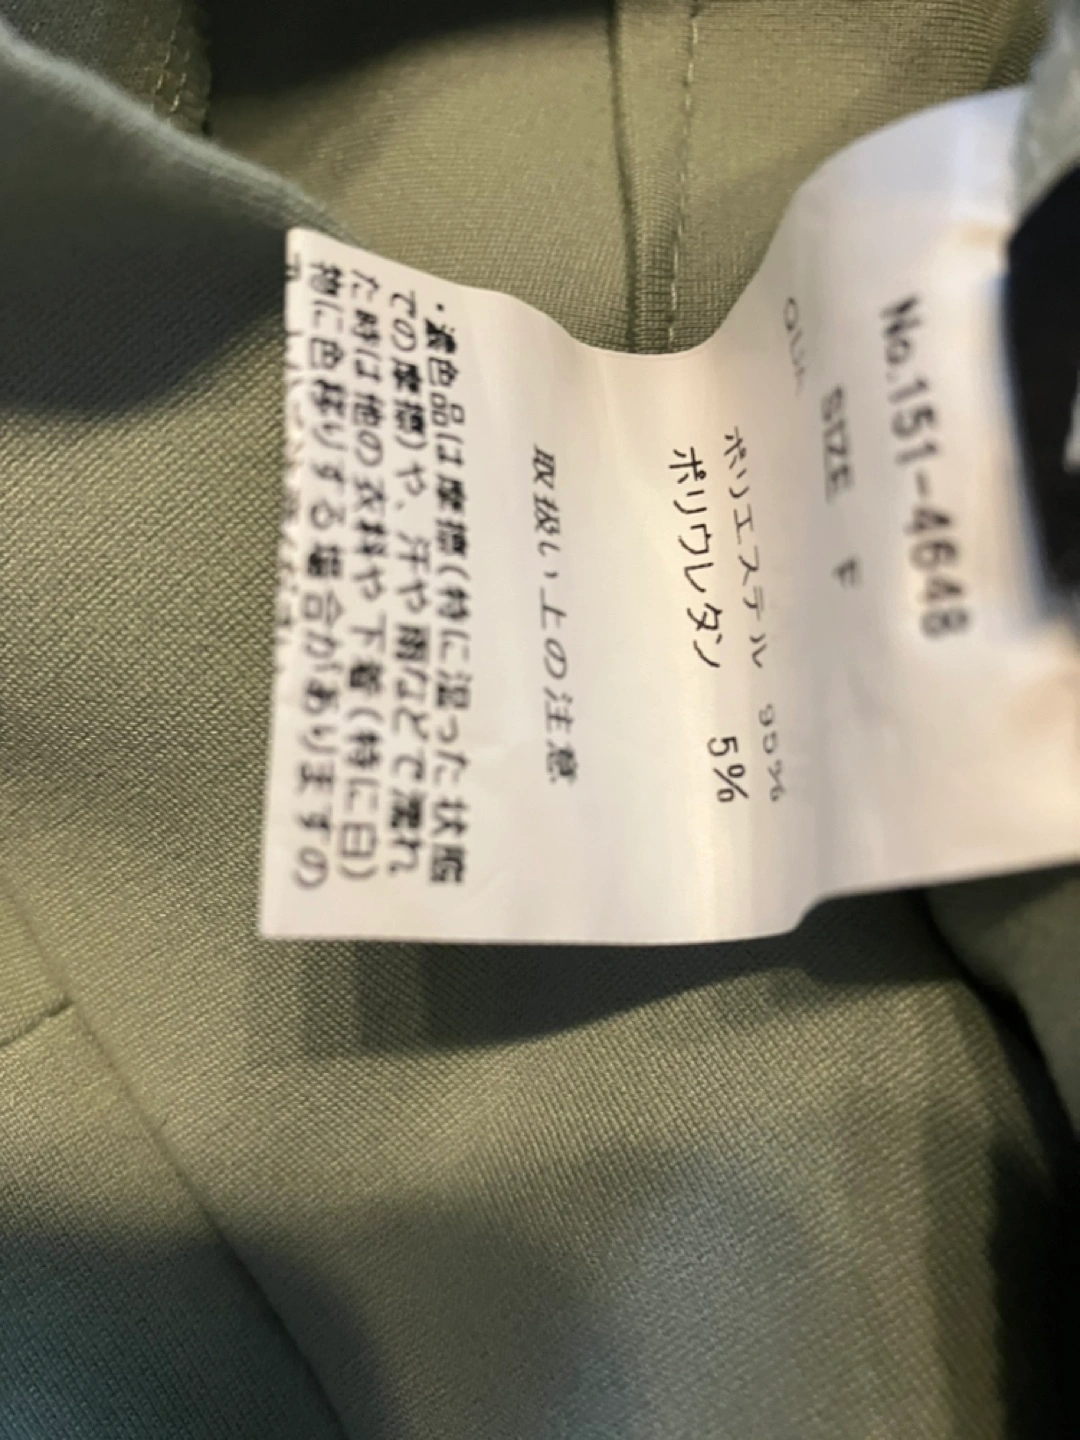 No.151-4648
SIZE F
ポリエステル 95%
ポリウレタン 5%
取扱い上の注意
・濃色品は摩擦(特に湿った状態
での摩擦)や、汗や雨などで濡れ
た時は他の衣料や下着(特に白)
物に色移りする場合がありますの